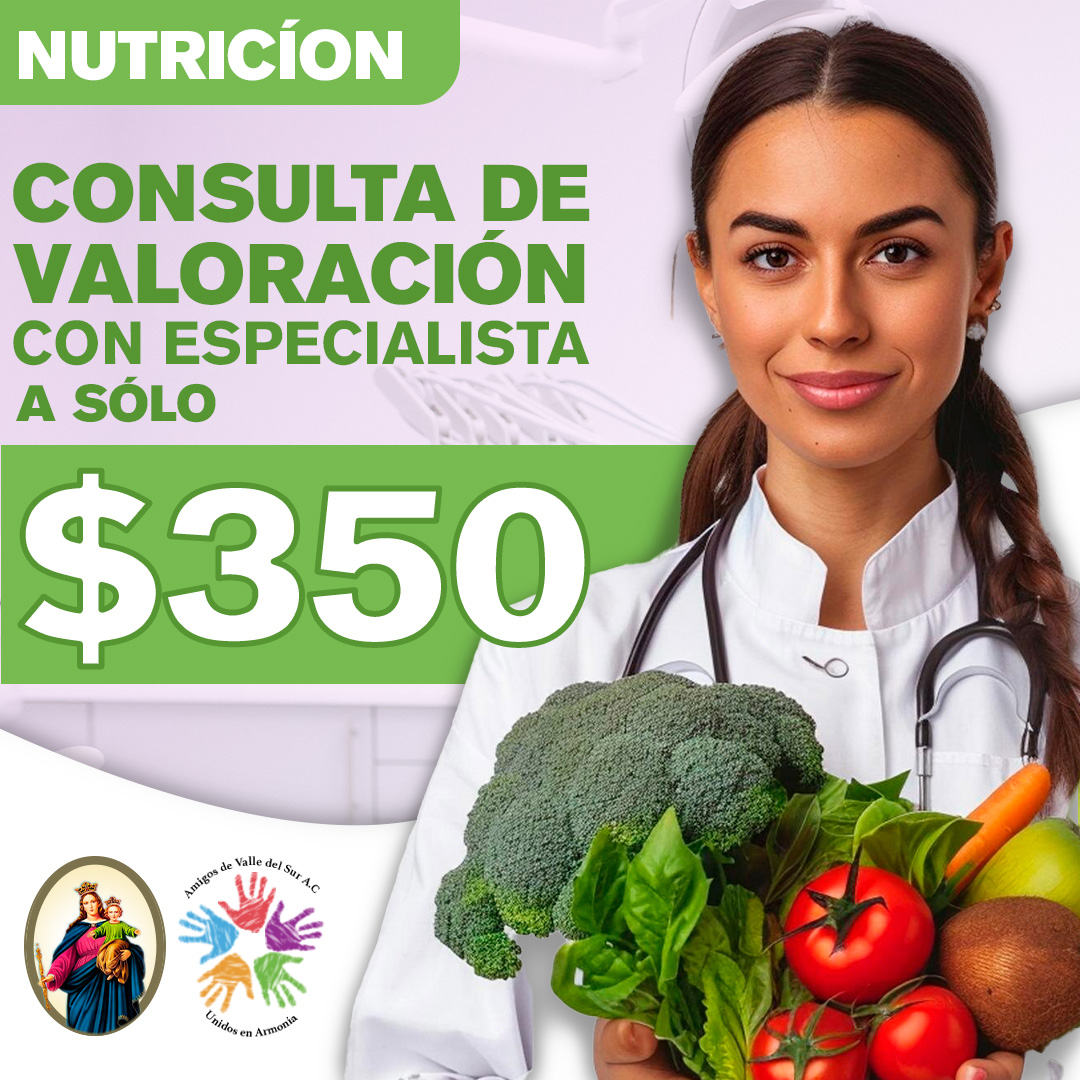 NUTRICÍON
CONSULTA DE
VALORACIÓN
CON ESPECIALISTA
A SÓLO
$350
Amigos de Valle del Sur A.C
Unidos en Armonía